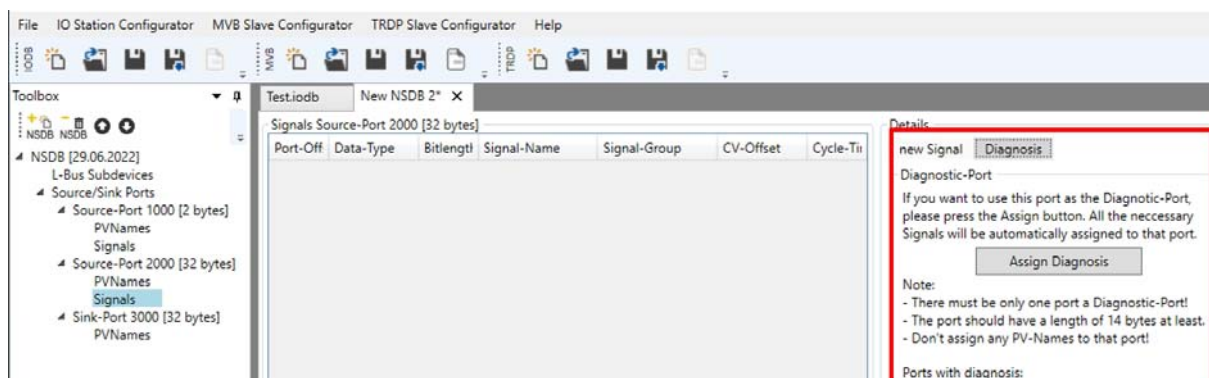 File IO Station Configurator MVB Slave Configurator TRDP Slave Configurator Help
IODB MVB TRDP
Toolbox
NSDB NSDB
NSDB [29.06.2022]
L-Bus Subdevices
Source/Sink Ports
Source-Port 1000 [2 bytes]
PVNames
Signals
Source-Port 2000 [32 bytes]
PVNames
Signals
Sink-Port 3000 [32 bytes]
PVNames
Test.iodb New NSDB 2* X
Signals Source-Port 2000 [32 bytes]
Port-Off Data-Type Bitlengtl Signal-Name Signal-Group CV-Offset Cycle-Tir
Details
new Signal Diagnosis
Diagnostic-Port
If you want to use this port as the Diagnotic-Port,
please press the Assign button. All the neccessary
Signals will be automatically assigned to that port.
Assign Diagnosis
Note:
- There must be only one port a Diagnostic-Port!
- The port should have a length of 14 bytes at least.
- Don't assign any PV-Names to that port!
Ports with diagnosis: